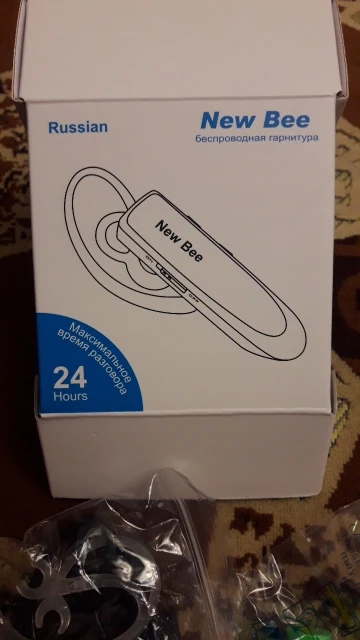 Russian
New Bee
беспроводная гарнитура
New Bee
Максимальное
время разговора
24
Hours